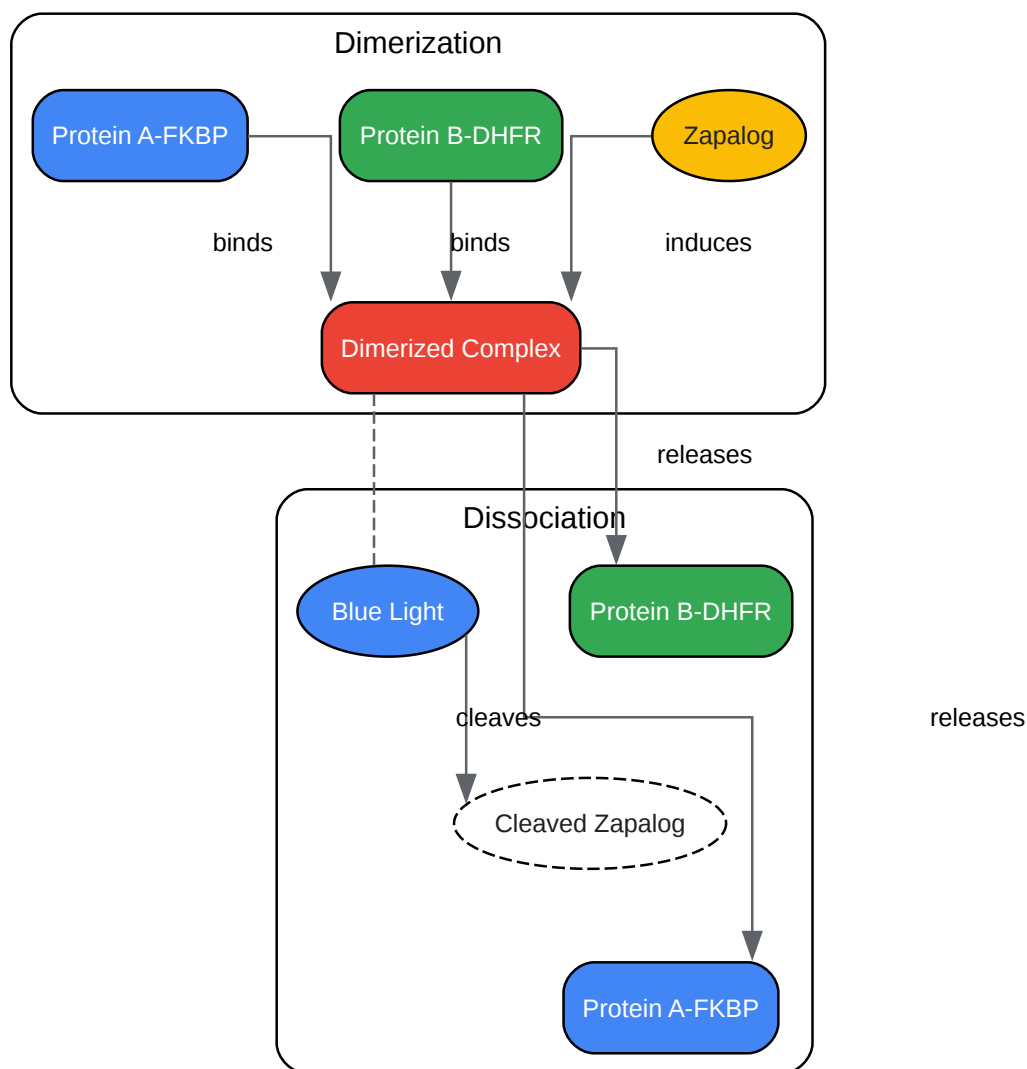 Dimerization
Protein A-FKBP
Protein B-DHFR
Zapalog
binds
binds
induces
Dimerized Complex
releases
Dissociation
Blue Light
Protein B-DHFR
cleaves
releases
Cleaved Zapalog
Protein A-FKBP